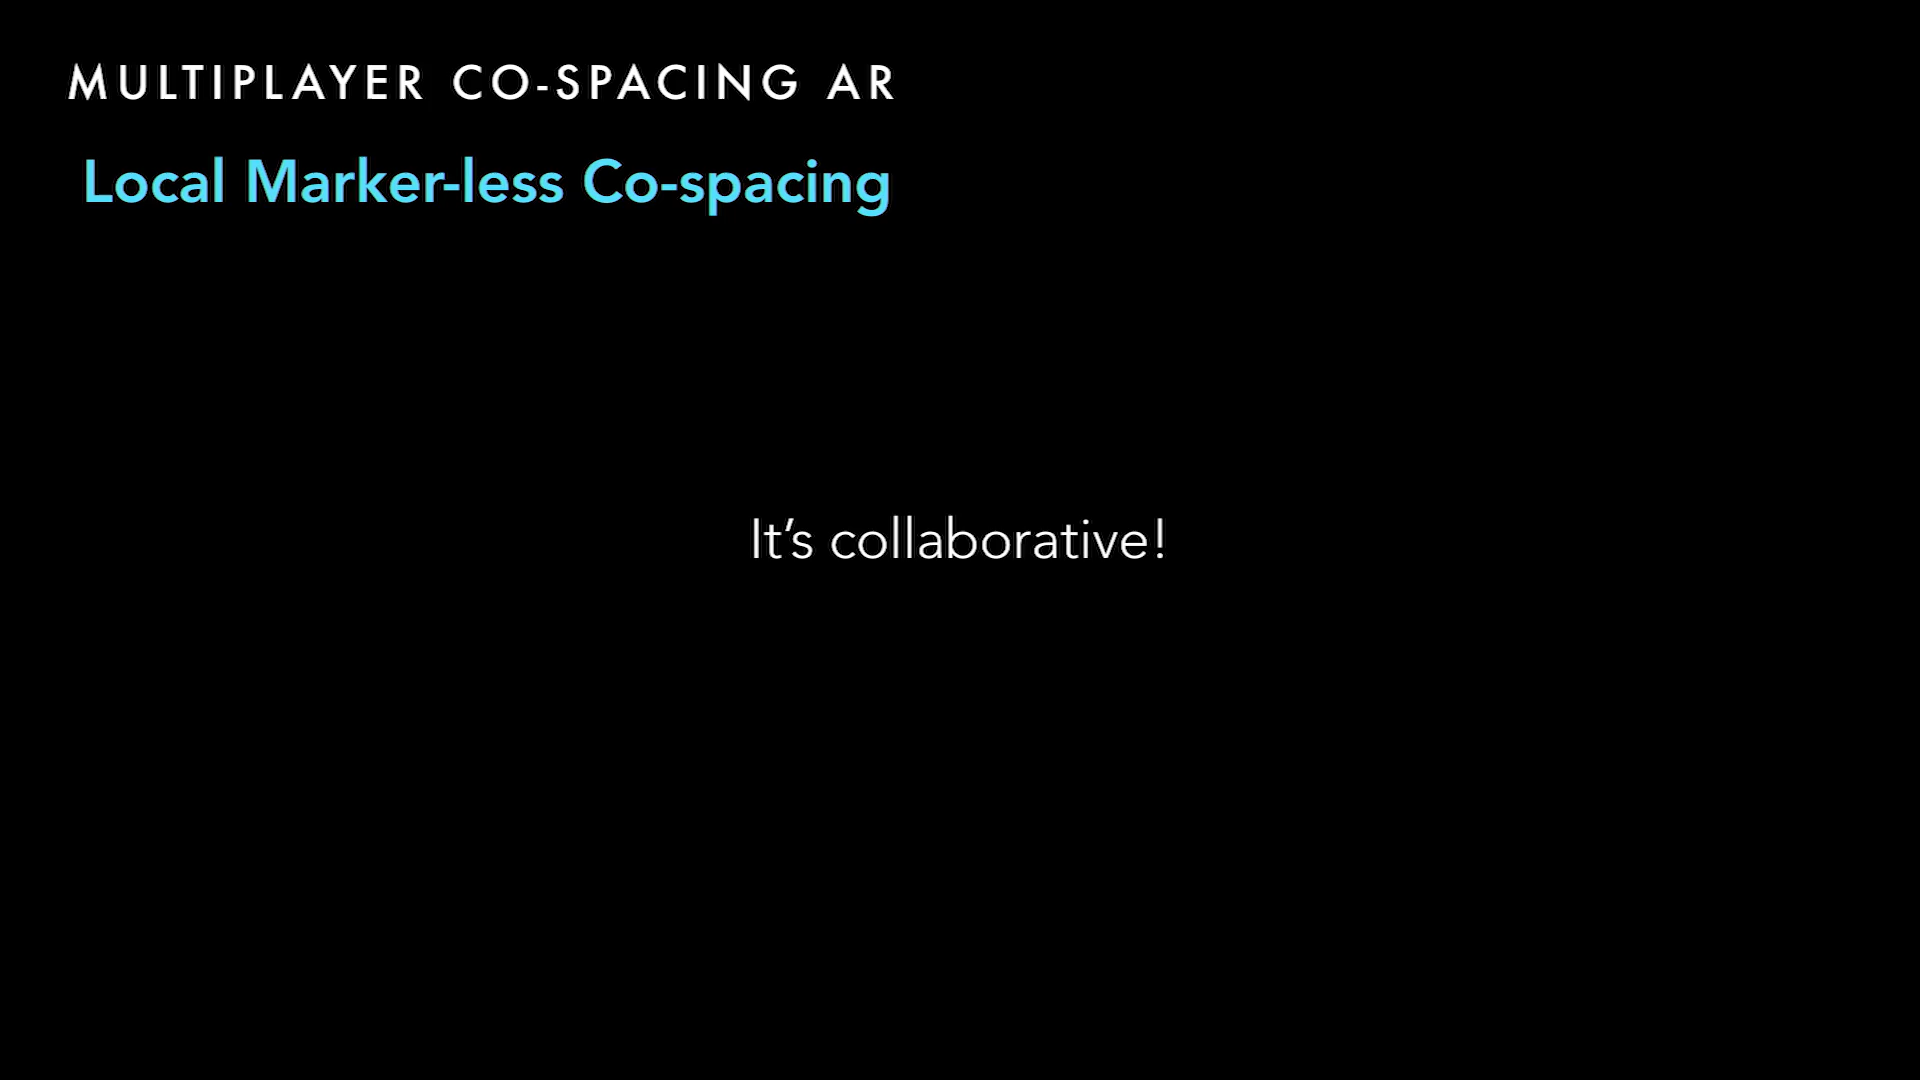 MULTIPLAYER CO-SPACING AR
Local Marker-less Co-spacing
It’s collaborative!